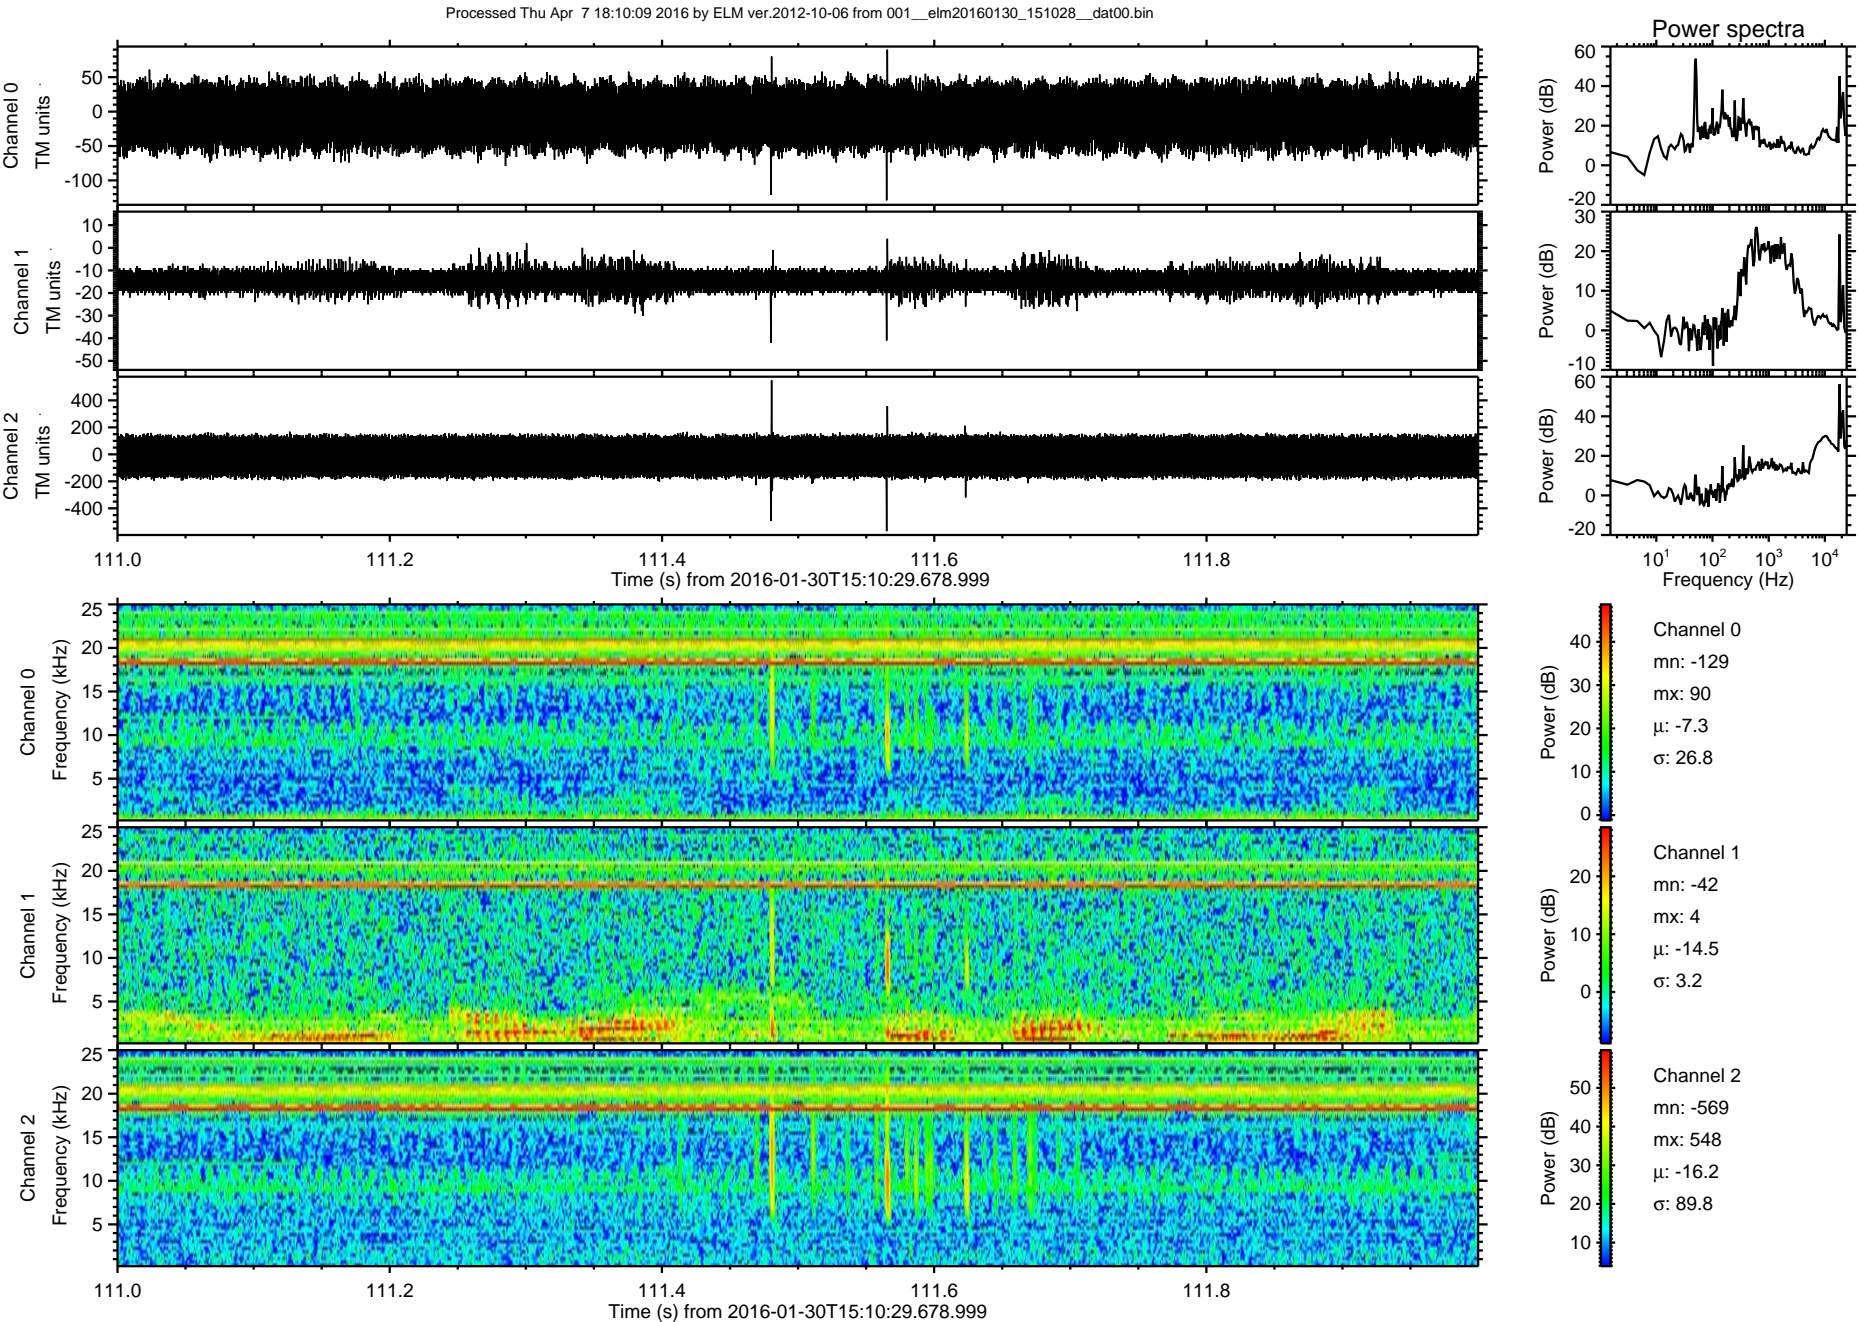 Processed Thu Apr  7 18:10:09 2016 by ELM ver.2012-10-06 from 001__elm20160130_151028__dat00.bin
Power spectra
Channel 0
TM units
50
0
-50
-100
Power (dB)
60
40
20
0
-20
Channel 1
TM units
10
0
-10
-20
-30
-40
-50
Power (dB)
30
20
10
0
-10
Channel 2
TM units
400
200
0
-200
-400
Power (dB)
60
40
20
0
-20
111.0
111.2
111.4
111.6
111.8
Time (s) from 2016-01-30T15:10:29.678.999
10¹
10²
10³
10⁴
Frequency (Hz)
Channel 0
Frequency (kHz)
25
20
15
10
5
Power (dB)
40
30
20
10
0
Channel 0
mn: -129
mx: 90
μ: -7.3
σ: 26.8
Channel 1
Frequency (kHz)
25
20
15
10
5
Power (dB)
20
10
0
Channel 1
mn: -42
mx: 4
μ: -14.5
σ: 3.2
Channel 2
Frequency (kHz)
25
20
15
10
5
Power (dB)
50
40
30
20
10
Channel 2
mn: -569
mx: 548
μ: -16.2
σ: 89.8
111.0
111.2
111.4
111.6
111.8
Time (s) from 2016-01-30T15:10:29.678.999